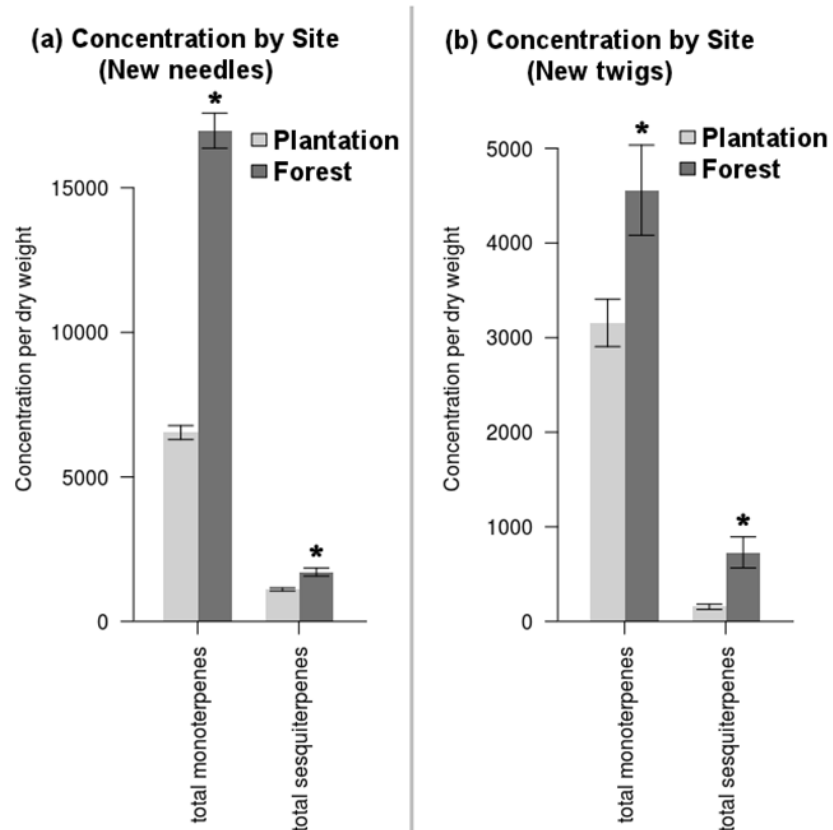 (a) Concentration by Site
(New needles)
*
Plantation
Forest
15000
10000
5000
0
Concentration per dry weight
*
total monoterpenes
total sesquiterpenes
(b) Concentration by Site
(New twigs)
*
Plantation
Forest
5000
4000
3000
2000
1000
0
Concentration per dry weight
*
total monoterpenes
total sesquiterpenes